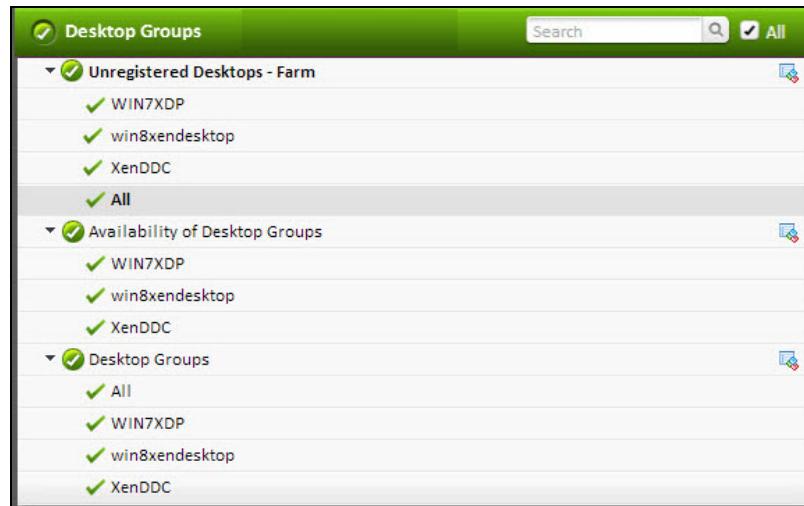 Desktop Groups Search All
Unregistered Desktops - Farm
WIN7XDP
win8xendesktop
XenDDC
All
Availability of Desktop Groups
WIN7XDP
win8xendesktop
XenDDC
Desktop Groups
All
WIN7XDP
win8xendesktop
XenDDC